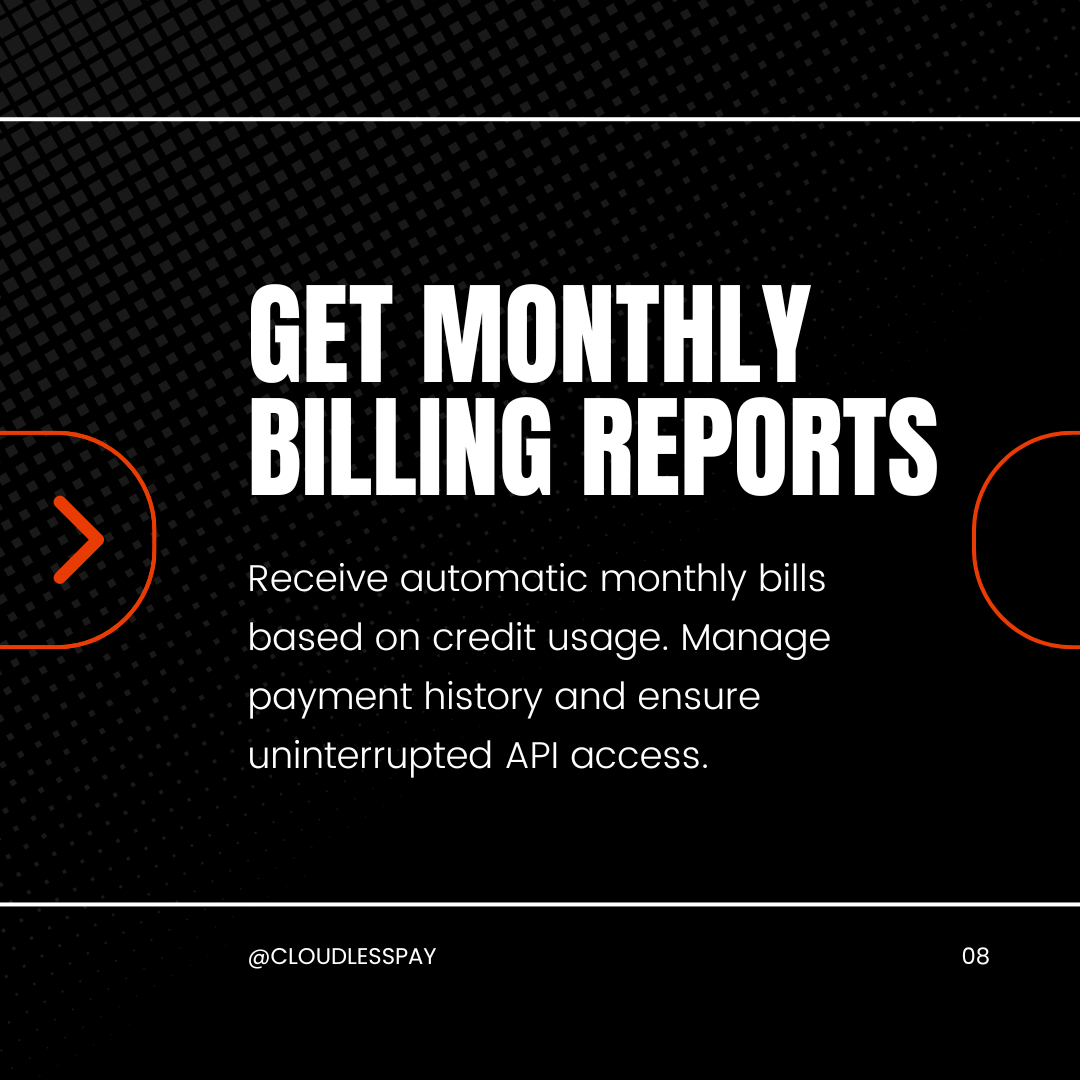 GET MONTHLY
BILLING REPORTS
Receive automatic monthly bills
based on credit usage. Manage
payment history and ensure
uninterrupted API access.
@CLOUDLESSPAY
08